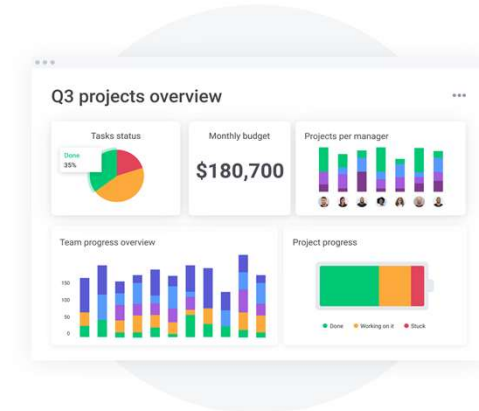 Q3 projects overview
Tasks status
Done
35%
Monthly budget
$180,700
Projects per manager
Team progress overview
150
100
50
0
Project progress
Done
Working on it
Stuck